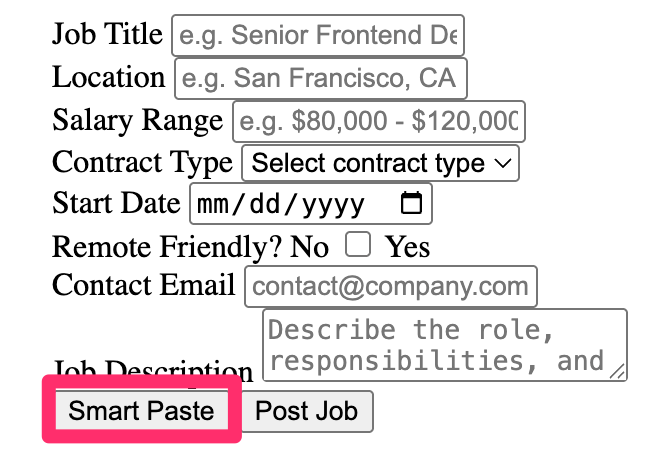 Job Title e.g. Senior Frontend De
Location e.g. San Francisco, CA
Salary Range e.g. $80,000 - $120,000
Contract Type Select contract type
Start Date mm/dd/yyyy
Remote Friendly? No Yes
Contact Email contact@company.com
Describe the role,
Job Description responsibilities, and
Smart Paste Post Job